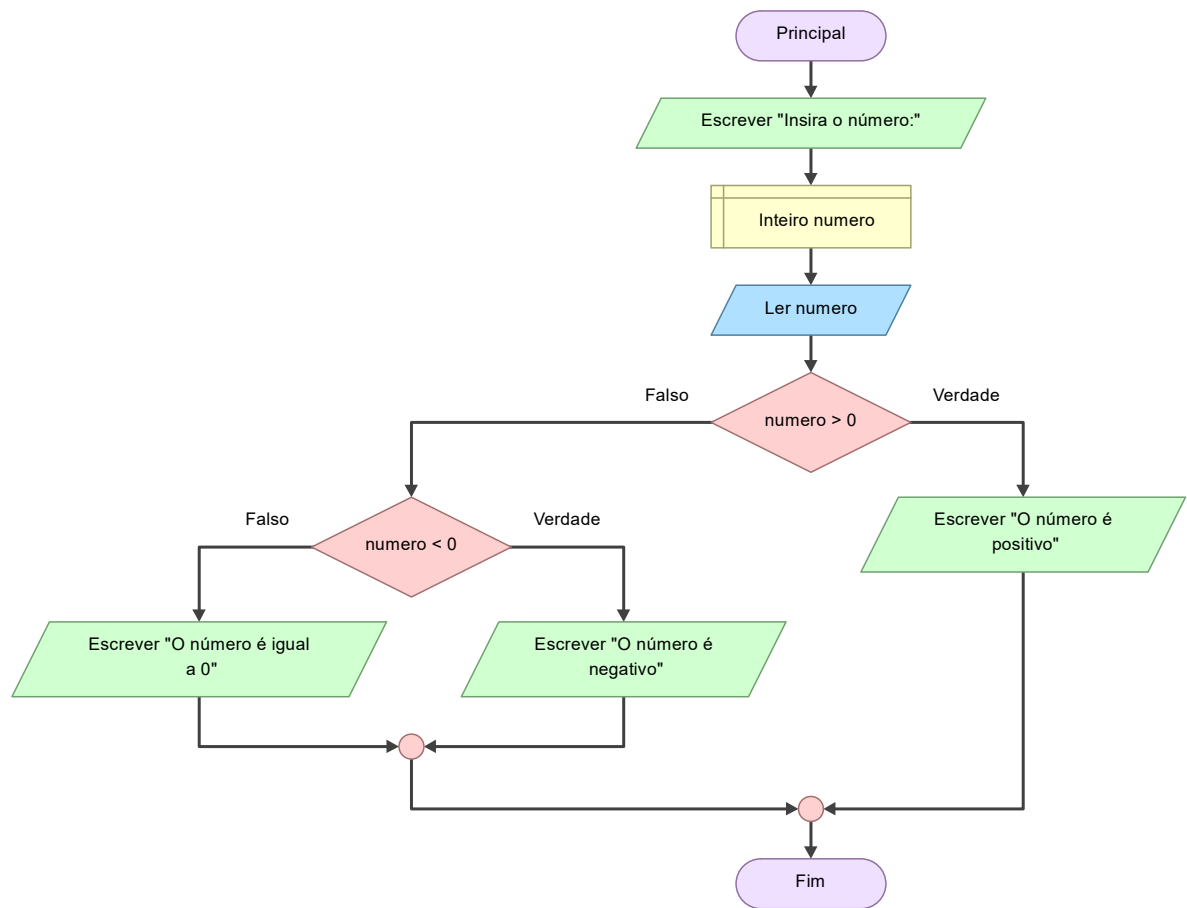 Principal
Escrever "Insira o número:"
Inteiro numero
Ler numero
Falso
Verdade
numero > 0
Falso
Verdade
numero < 0
Escrever "O número é
positivo"
Escrever "O número é igual
a 0"
Escrever "O número é
negativo"
Fim